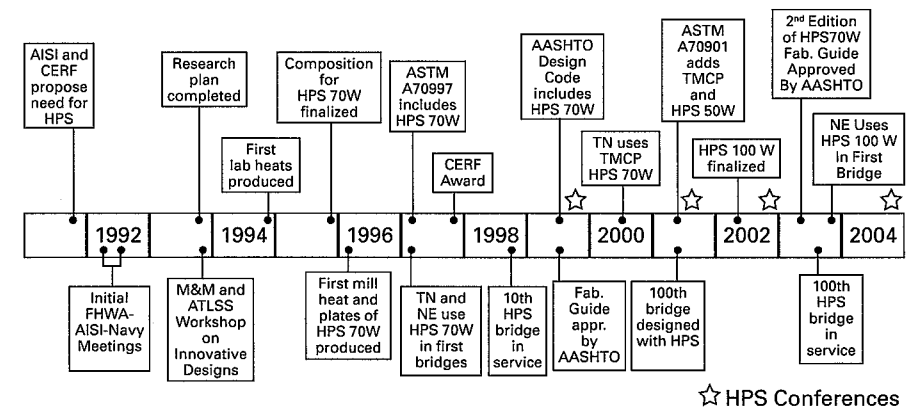 AISI and
CERF
propose
need for
HPS
Research
plan
completed
First
lab heats
produced
Composition
for
HPS 70W
finalized
ASTM
A70997
includes
HPS 70W
CERF
Award
AASHTO
Design
Code
includes
HPS 70W
TN uses
TMCP
HPS 70W
ASTM
A70901
adds
TMCP
and
HPS 50W
HPS 100 W
finalized
2nd Edition
of HPS70W
Fab. Guide
Approved
By AASHTO
NE Uses
HPS 100 W
In First
Bridge
1992
1994
1996
1998
2000
2002
2004
Initial
FHWA-
AISI-Navy
Meetings
M&M and
ATLSS
Workshop
on
Innovative
Designs
First mill
heat and
plates of
HPS 70W
produced
TN and
NE use
HPS 70W
in first
bridges
10th
HPS
bridge
in
service
Fab.
Guide
appr.
by
AASHTO
100th
bridge
designed
with HPS
100th
HPS
bridge
in
service
HPS Conferences